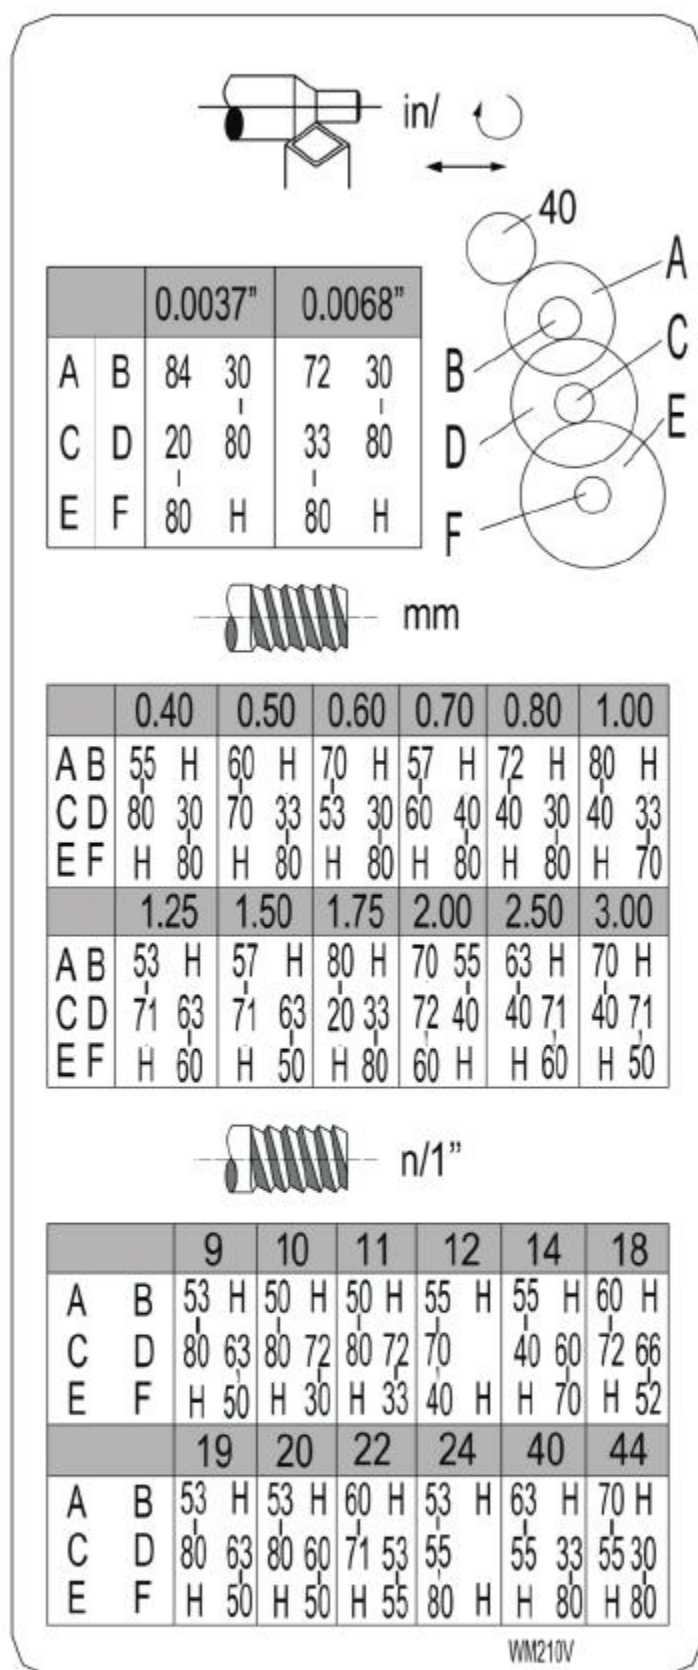 in/
40
A
0.0037" 0.0068"
A B 84 30 72 30
B C
C D 20 80 33 80
D E
E F 80 H 80 H
F
mm
0.40 0.50 0.60 0.70 0.80 1.00
A B 55 H 60 H 70 H 57 H 72 H 80 H
C D 80 30 70 33 53 30 60 40 40 30 40 33
E F H 80 H 80 H 80 H 80 H 80 H 70
1.25 1.50 1.75 2.00 2.50 3.00
A B 53 H 57 H 80 H 70 55 63 H 70 H
C D 71 63 71 63 20 33 72 40 40 71 40 71
E F H 60 H 50 H 80 60 H H 60 H 50
n/1"
9 10 11 12 14 18
A B 53 H 50 H 50 H 55 H 55 H 60 H
C D 80 63 80 72 80 72 70 40 60 72 66
E F H 50 H 30 H 33 40 H H 70 H 52
19 20 22 24 40 44
A B 53 H 53 H 60 H 53 H 63 H 70 H
C D 80 63 80 60 71 53 55 55 33 55 30
E F H 50 H 50 H 55 80 H H 80 H 80
WM210V